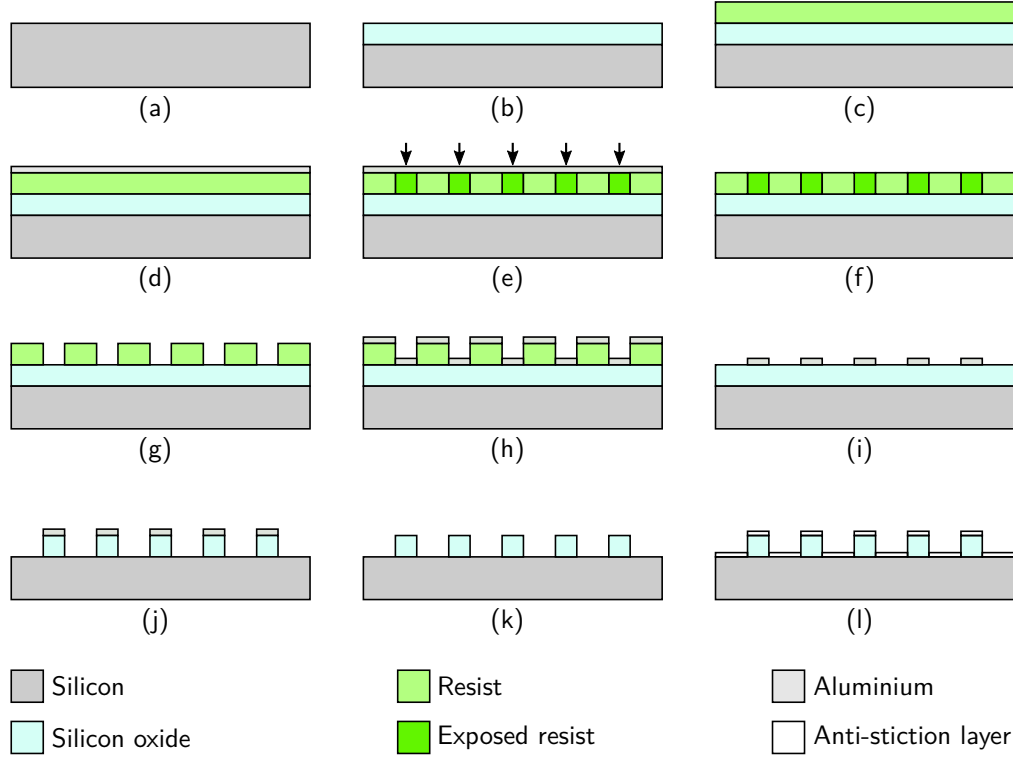 (a)
(b)
(c)
(d)
(e)
(f)
(g)
(h)
(i)
(j)
(k)
(l)
Silicon
Resist
Aluminium
Silicon oxide
Exposed resist
Anti-stiction layer